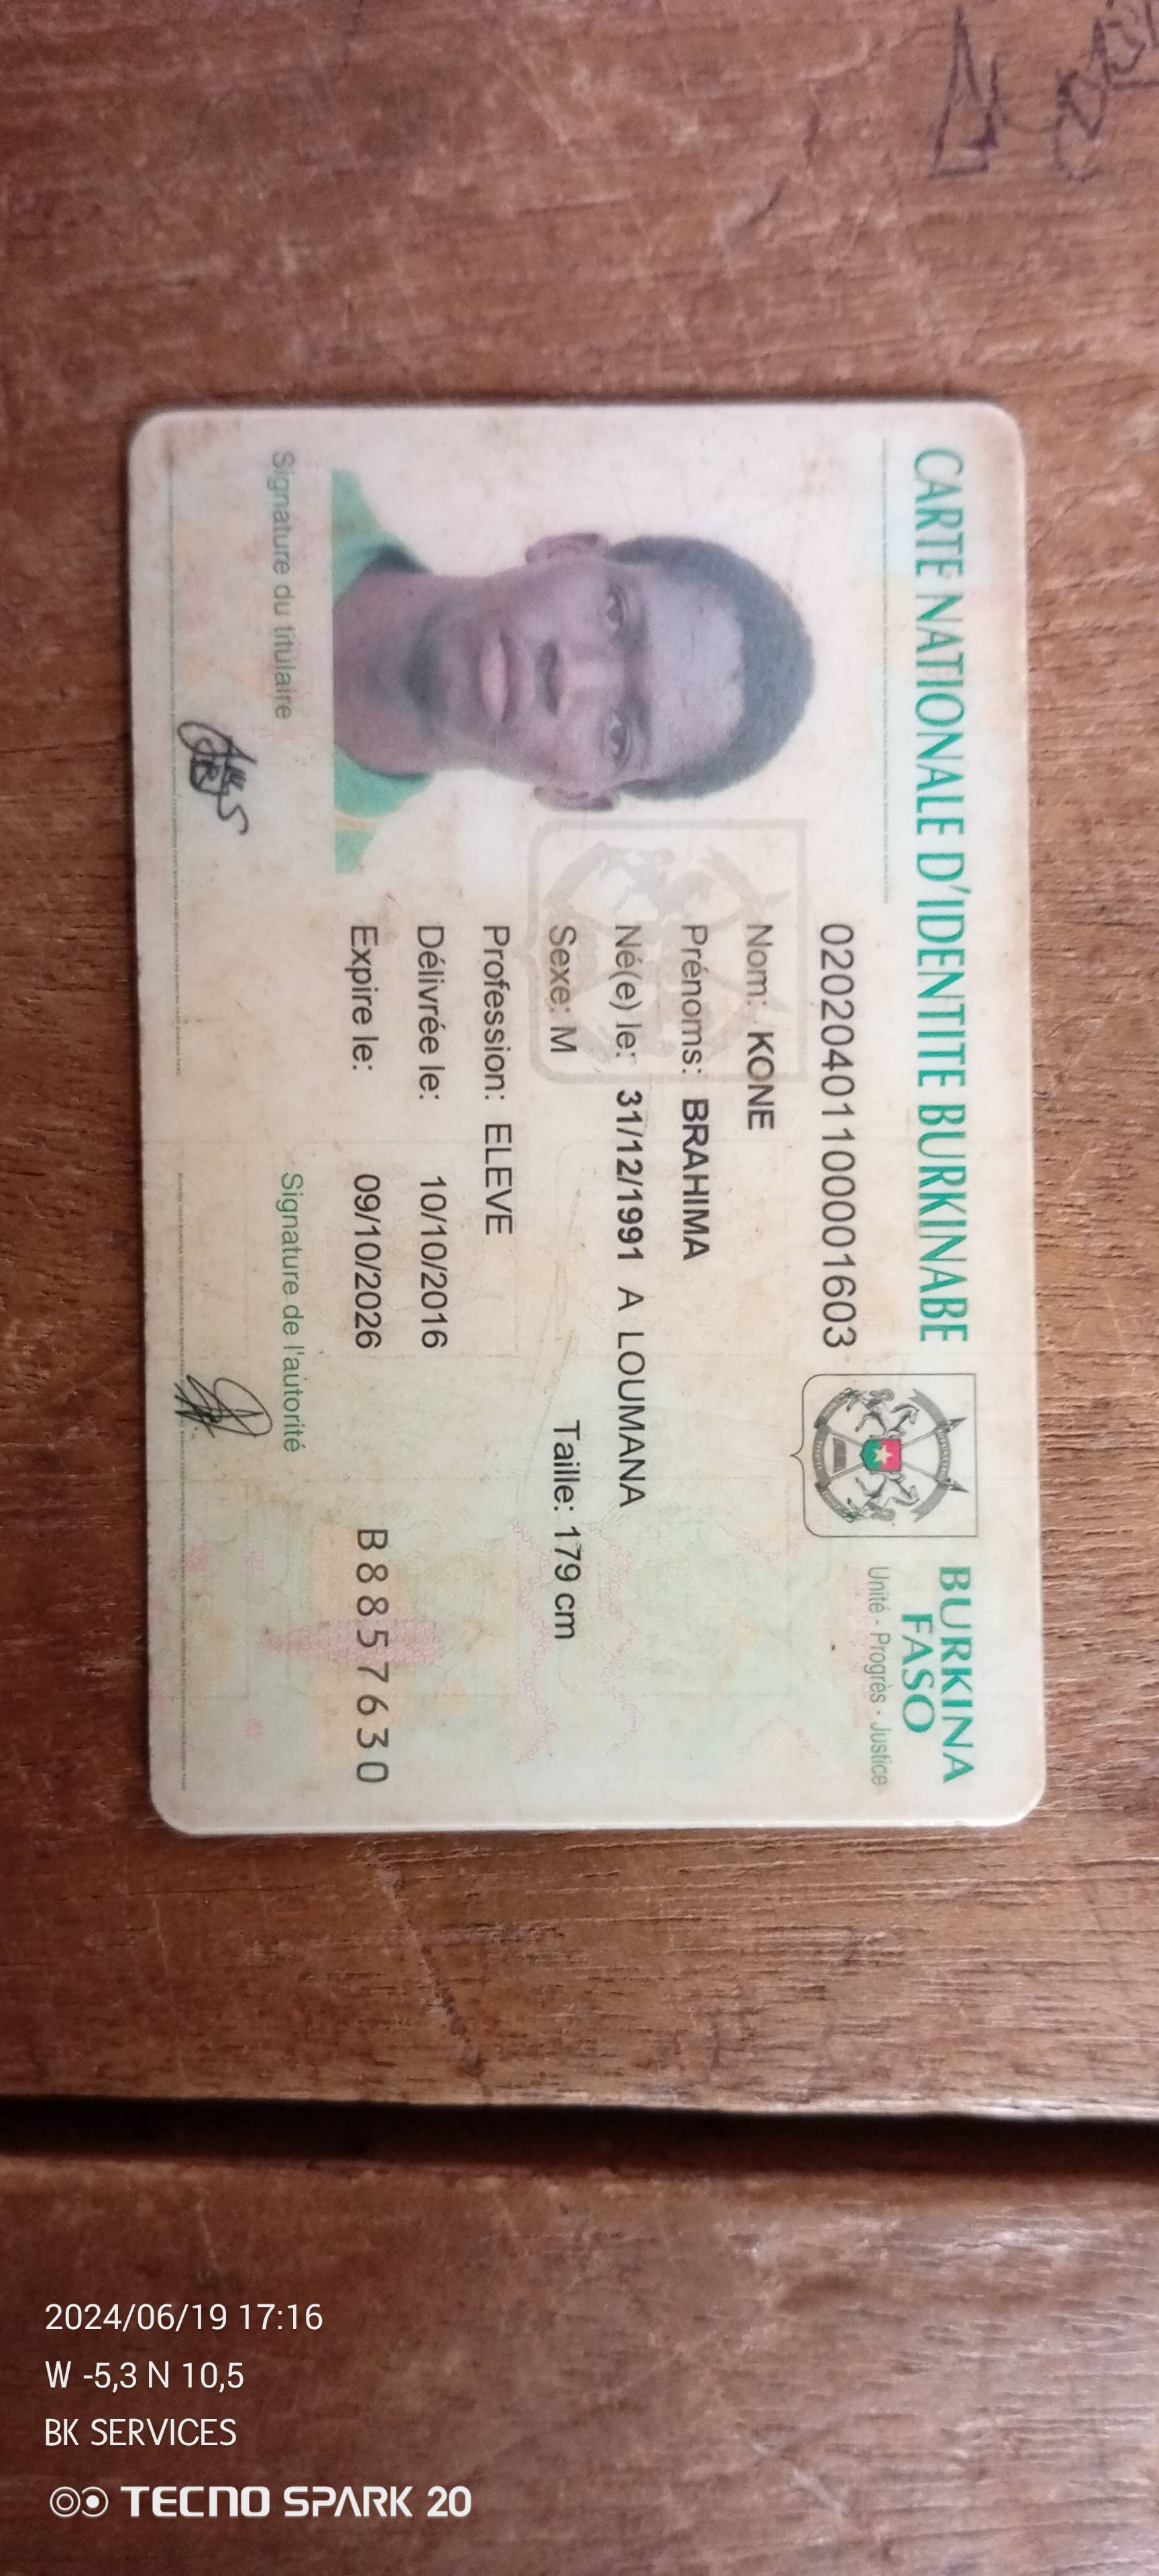 CARTE NATIONALE D'IDENTITE BURKINABE
BURKINA
FASO
Unité - Progrès - Justice
02020401100001603
Nom: KONE
Prénoms: BRAHIMA
Né(e) le: 31/12/1991 A LOUMANA
Sexe: M Taille: 179 cm
Profession: ELEVE
Délivrée le: 10/10/2016
Expire le: 09/10/2026
B8857630
Signature du titulaire
Signature de l'autorité
2024/06/19 17:16
W -5,3 N 10,5
BK SERVICES
TECNO SPARK 20